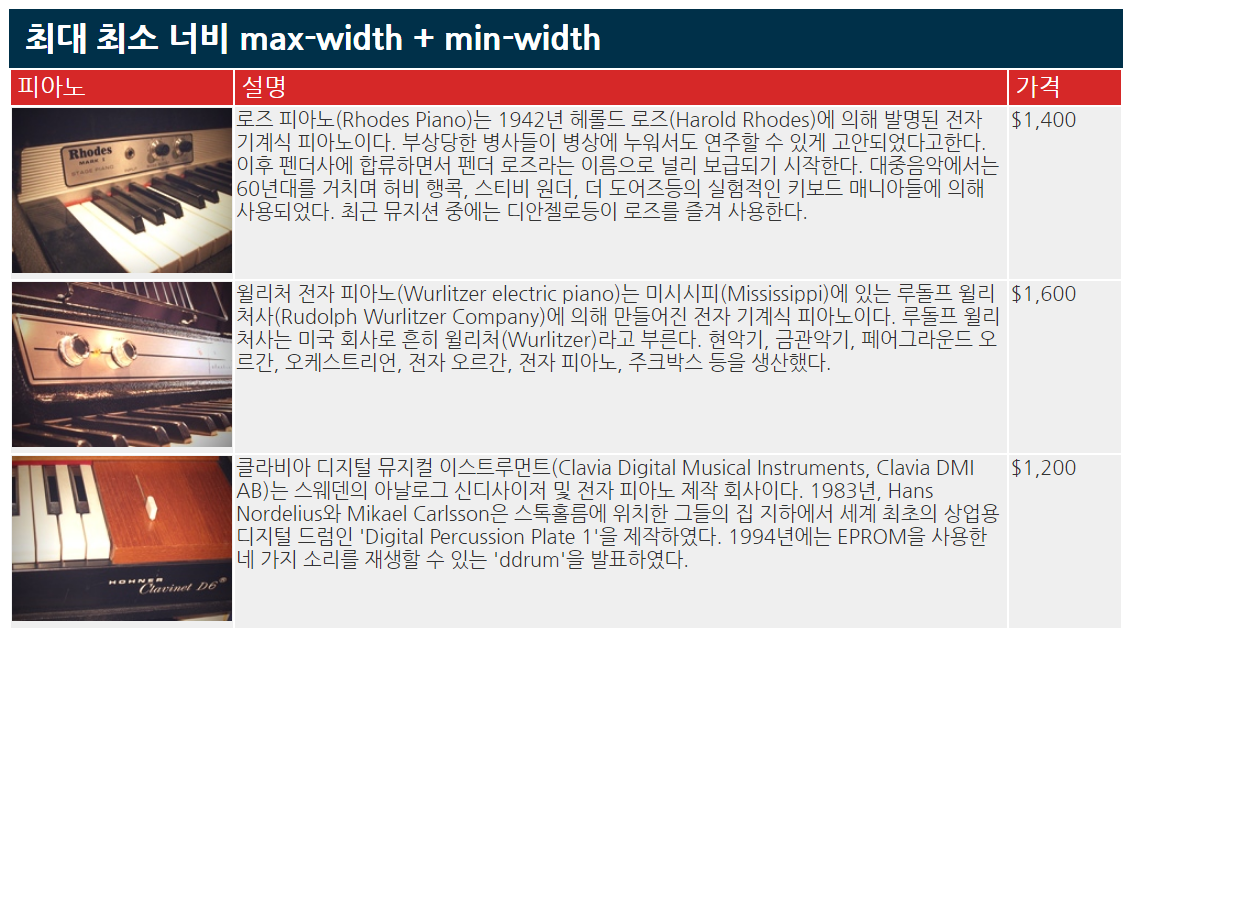 최대 최소 너비 max-width + min-width
피아노 설명 가격
Rhodes
MARK I
STAGE PIANO
로즈 피아노(Rhodes Piano)는 1942년 헤롤드 로즈(Harold Rhodes)에 의해 발명된 전자
기계식 피아노이다. 부상당한 병사들이 병상에 누워서도 연주할 수 있게 고안되었다고한다.
이후 펜더사에 합류하면서 펜더 로즈라는 이름으로 널리 보급되기 시작한다. 대중음악에서는
60년대를 거치며 허비 행콕, 스티비 원더, 더 도어즈등의 실험적인 키보드 매니아들에 의해
사용되었다. 최근 뮤지션 중에는 디안젤로등이 로즈를 즐겨 사용한다.
$1,400
윌리처 전자 피아노(Wurlitzer electric piano)는 미시시피(Mississippi)에 있는 루돌프 윌리
처사(Rudolph Wurlitzer Company)에 의해 만들어진 전자 기계식 피아노이다. 루돌프 윌리
처사는 미국 회사로 흔히 윌리처(Wurlitzer)라고 부른다. 현악기, 금관악기, 페어그라운드 오
르간, 오케스트리언, 전자 오르간, 전자 피아노, 주크박스 등을 생산했다.
$1,600
HOHNER
Clavinet D6
클라비아 디지털 뮤지컬 이스트루먼트(Clavia Digital Musical Instruments, Clavia DMI
AB)는 스웨덴의 아날로그 신디사이저 및 전자 피아노 제작 회사이다. 1983년, Hans
Nordelius와 Mikael Carlsson은 스톡홀름에 위치한 그들의 집 지하에서 세계 최초의 상업용
디지털 드럼인 'Digital Percussion Plate 1'을 제작하였다. 1994년에는 EPROM을 사용한
네 가지 소리를 재생할 수 있는 'ddrum'을 발표하였다.
$1,200